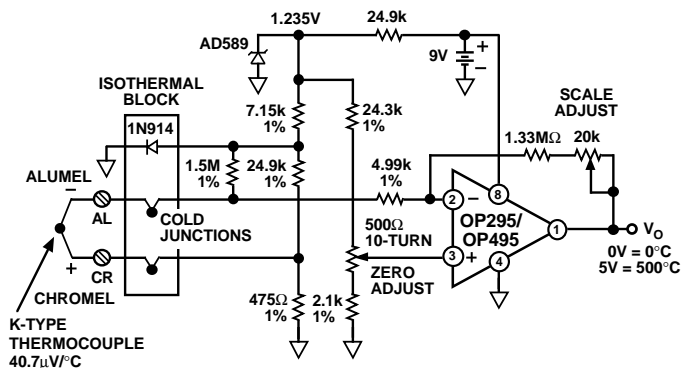 1.235V
24.9k
AD589
9V
+
–
ISOTHERMAL
BLOCK
1N914
7.15k
1%
24.3k
1%
SCALE
ADJUST
1.33MΩ
20k
1.5M
1%
24.9k
1%
4.99k
1%
ALUMEL
–
AL
COLD
JUNCTIONS
2
–
8
OP295/
OP495
1
VO
0V = 0°C
5V = 500°C
500Ω
10-TURN
3
+
4
ZERO
ADJUST
+
CR
CHROMEL
K-TYPE
THERMOCOUPLE
40.7µV/°C
475Ω
1%
2.1k
1%